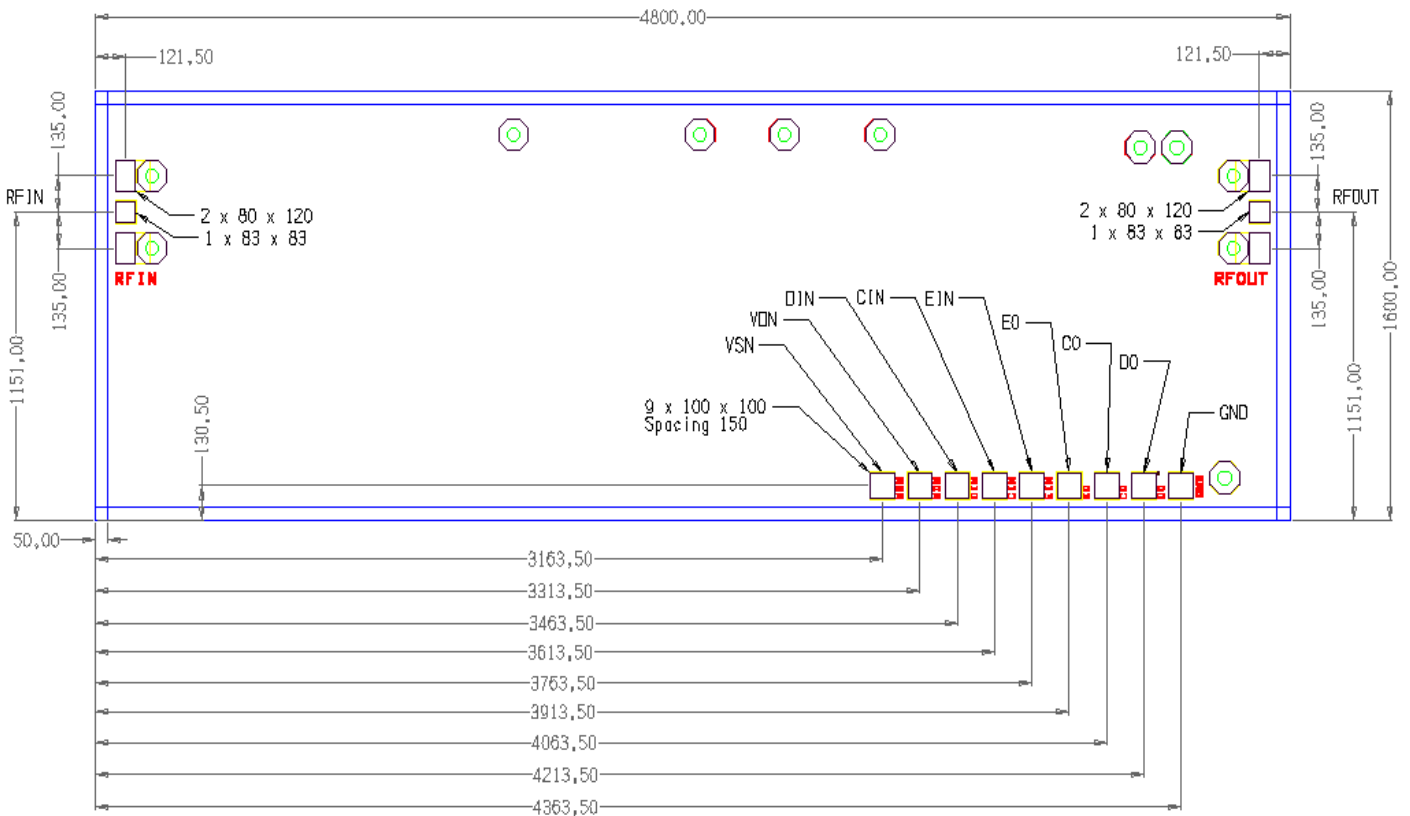 4800,00
121,50
121,50
135,00
135,00
RFIN
RFOUT
2 x 80 x 120
1 x 83 x 83
2 x 80 x 120
1 x 83 x 83
135,00
135,00
RFIN
RFOUT
1600,00
1151,00
1151,00
DIN
CIN
EIN
VDN
EO
VSN
CO
DO
9 x 100 x 100
Spacing 150
GND
130,50
50,00
3163,50
3313,50
3463,50
3613,50
3763,50
3913,50
4063,50
4213,50
4363,50